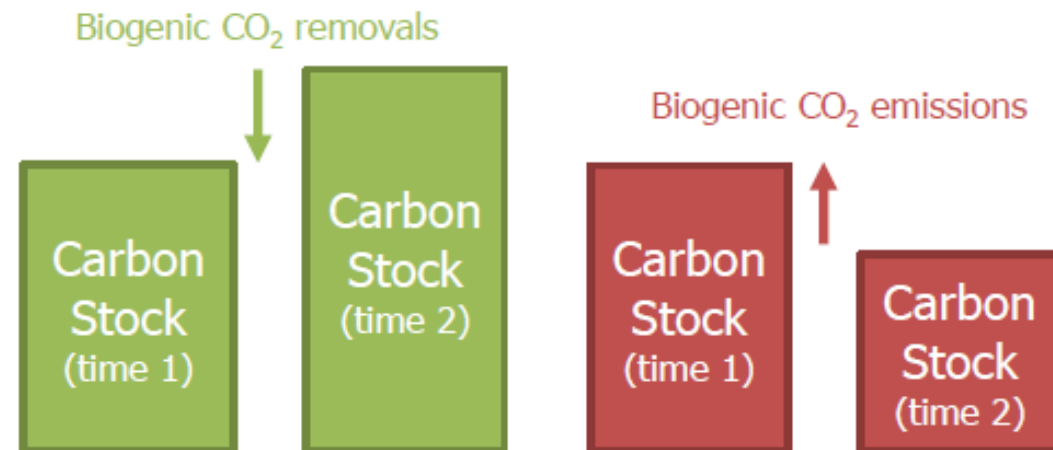 Biogenic CO₂ removals
Carbon
Stock
(time 1)
Carbon
Stock
(time 2)
Biogenic CO₂ emissions
Carbon
Stock
(time 1)
Carbon
Stock
(time 2)